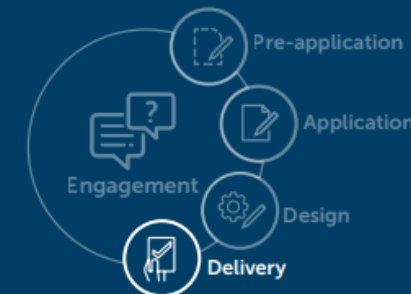 Pre-application
?
Application
Engagement
Design
Delivery